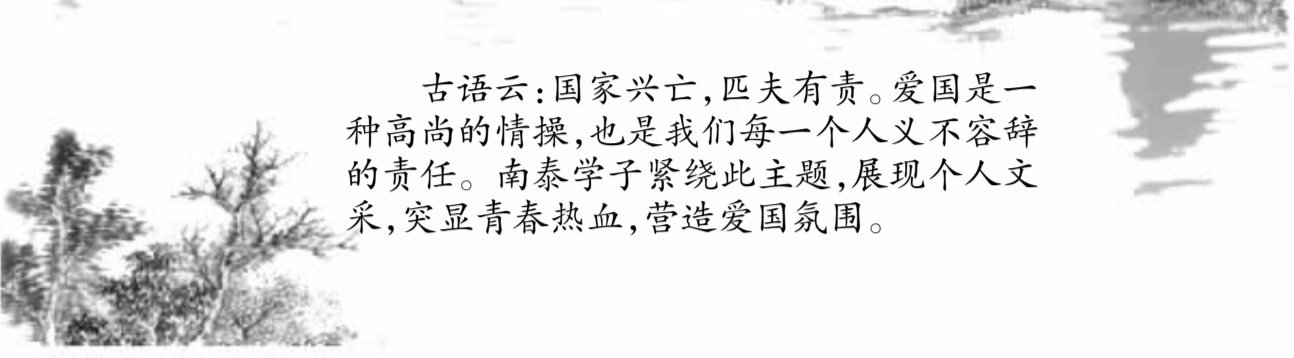 古语云:国家兴亡,匹夫有责。爱国是一
种高尚的情操,也是我们每一个人义不容辞
的责任。南泰学子紧绕此主题,展现个人文
采,突显青春热血,营造爱国氛围。